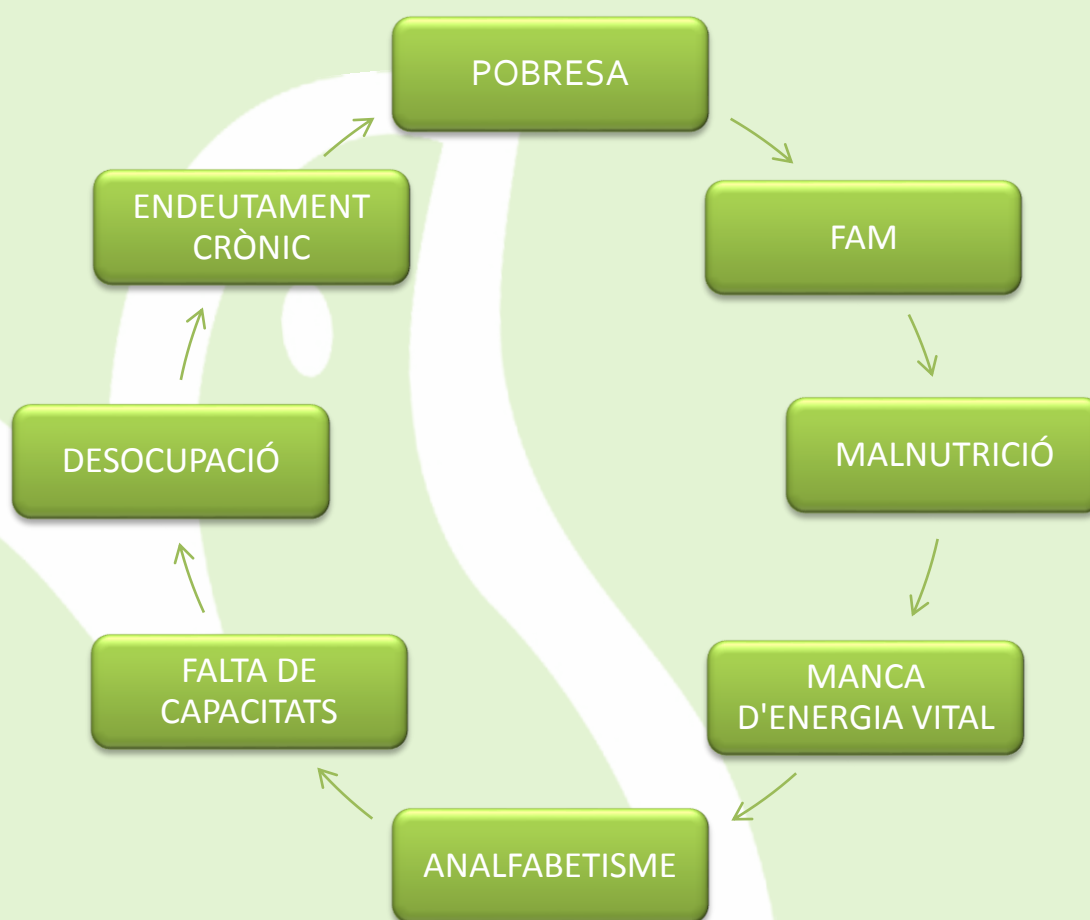 POBRESA
FAM
MALNUTRICIÓ
MANCA
D'ENERGIA VITAL
ANALFABETISME
FALTA DE
CAPACITATS
DESOCUPACIÓ
ENDEUTAMENT
CRÒNIC